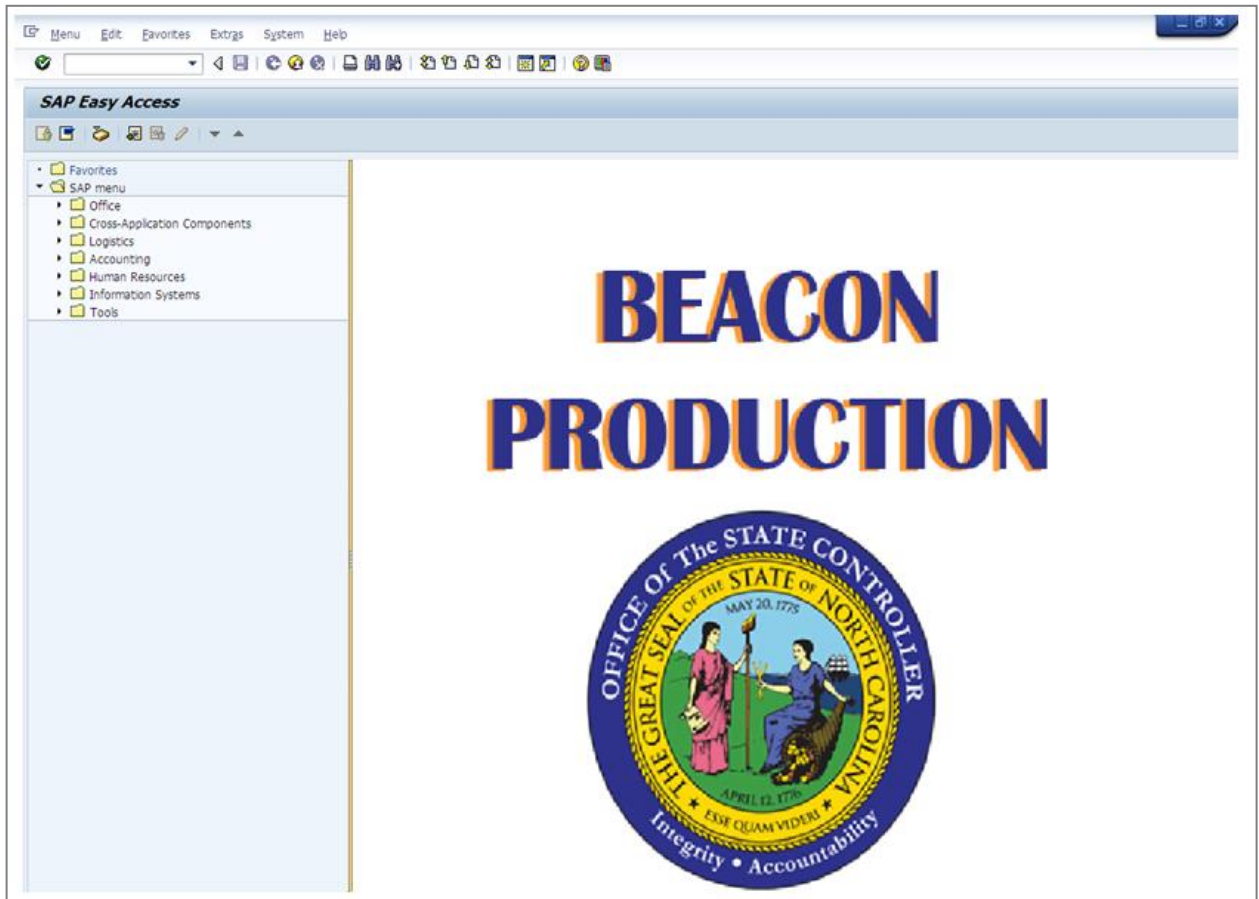 Menu Edit Favorites Extras System Help
SAP Easy Access
Favorites
SAP menu
Office
Cross-Application Components
Logistics
Accounting
Human Resources
Information Systems
Tools
BEACON
PRODUCTION
OFFICE Of The STATE CONTROLLER
THE GREAT SEAL OF THE STATE OF NORTH CAROLINA
MAY 20, 1775
APRIL 12, 1776
ESSE QUAM VIDERI
Integrity • Accountability